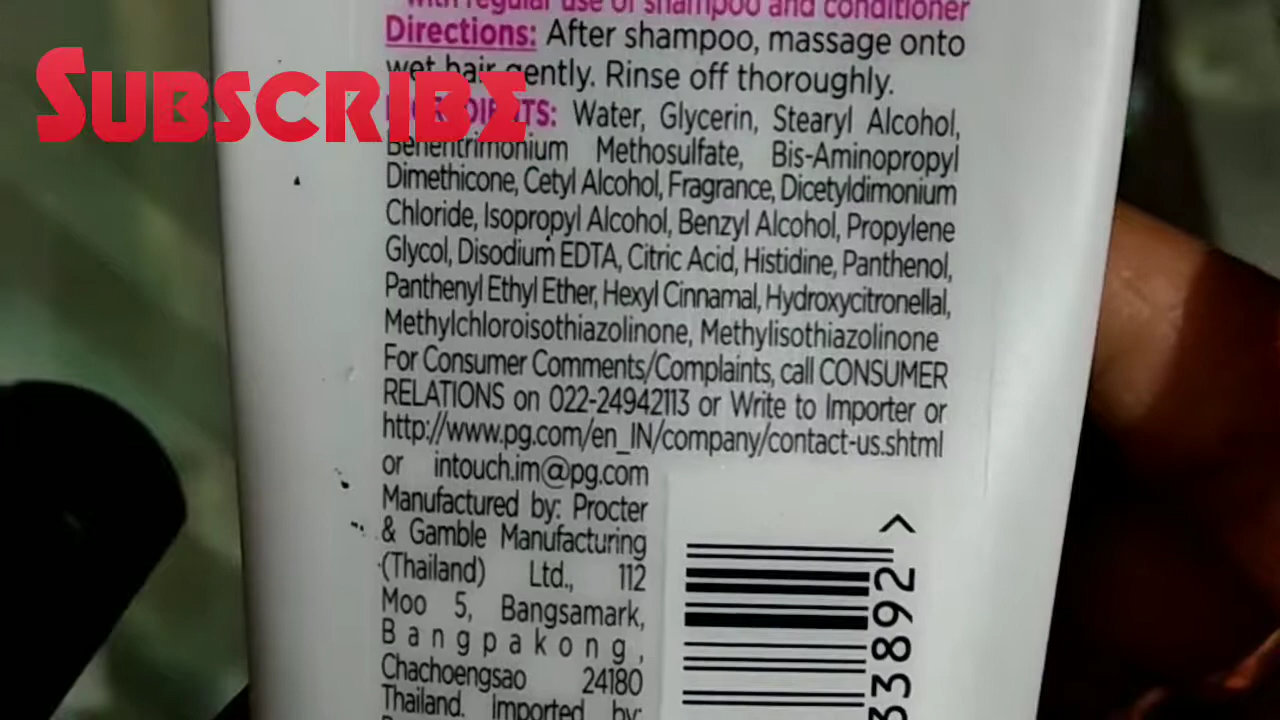 with regular use of shampoo and conditioner
Directions: After shampoo, massage onto
wet hair gently. Rinse off thoroughly.
SUBSCRIBE
INGREDIENTS: Water, Glycerin, Stearyl Alcohol,
Behentrimonium Methosulfate, Bis-Aminopropyl
Dimethicone, Cetyl Alcohol, Fragrance, Dicetyldimonium
Chloride, Isopropyl Alcohol, Benzyl Alcohol, Propylene
Glycol, Disodium EDTA, Citric Acid, Histidine, Panthenol,
Panthenyl Ethyl Ether, Hexyl Cinnamal, Hydroxycitronellal,
Methylchloroisothiazolinone, Methylisothiazolinone
For Consumer Comments/Complaints, call CONSUMER
RELATIONS on 022-24942113 or Write to Importer or
http://www.pg.com/en_IN/company/contact-us.shtml
or intouch.im@pg.com
Manufactured by: Procter
& Gamble Manufacturing
(Thailand) Ltd., 112
Moo 5, Bangsamark,
Bangpakong,
Chachoengsao 24180
Thailand. Imported by:
33892 >